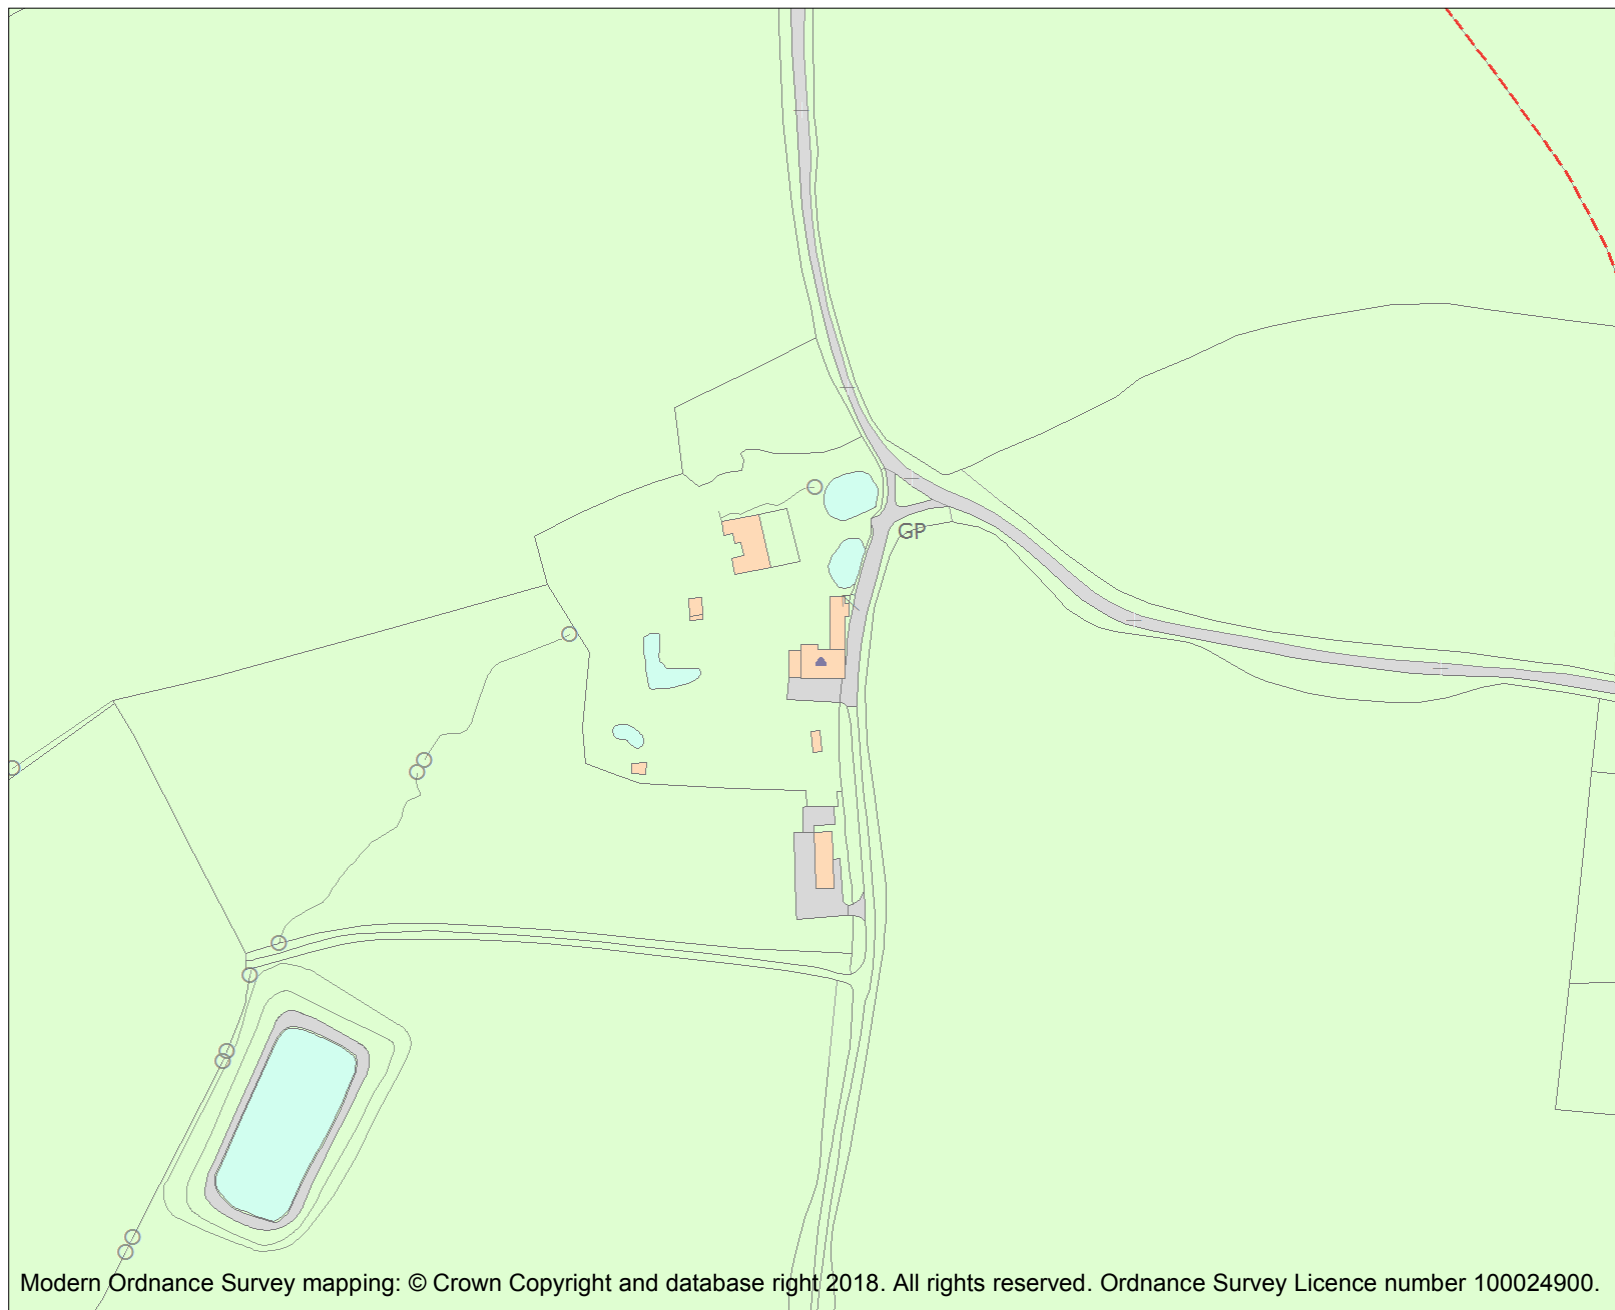 GP
Modern Ordnance Survey mapping: © Crown Copyright and database right 2018. All rights reserved. Ordnance Survey Licence number 100024900.